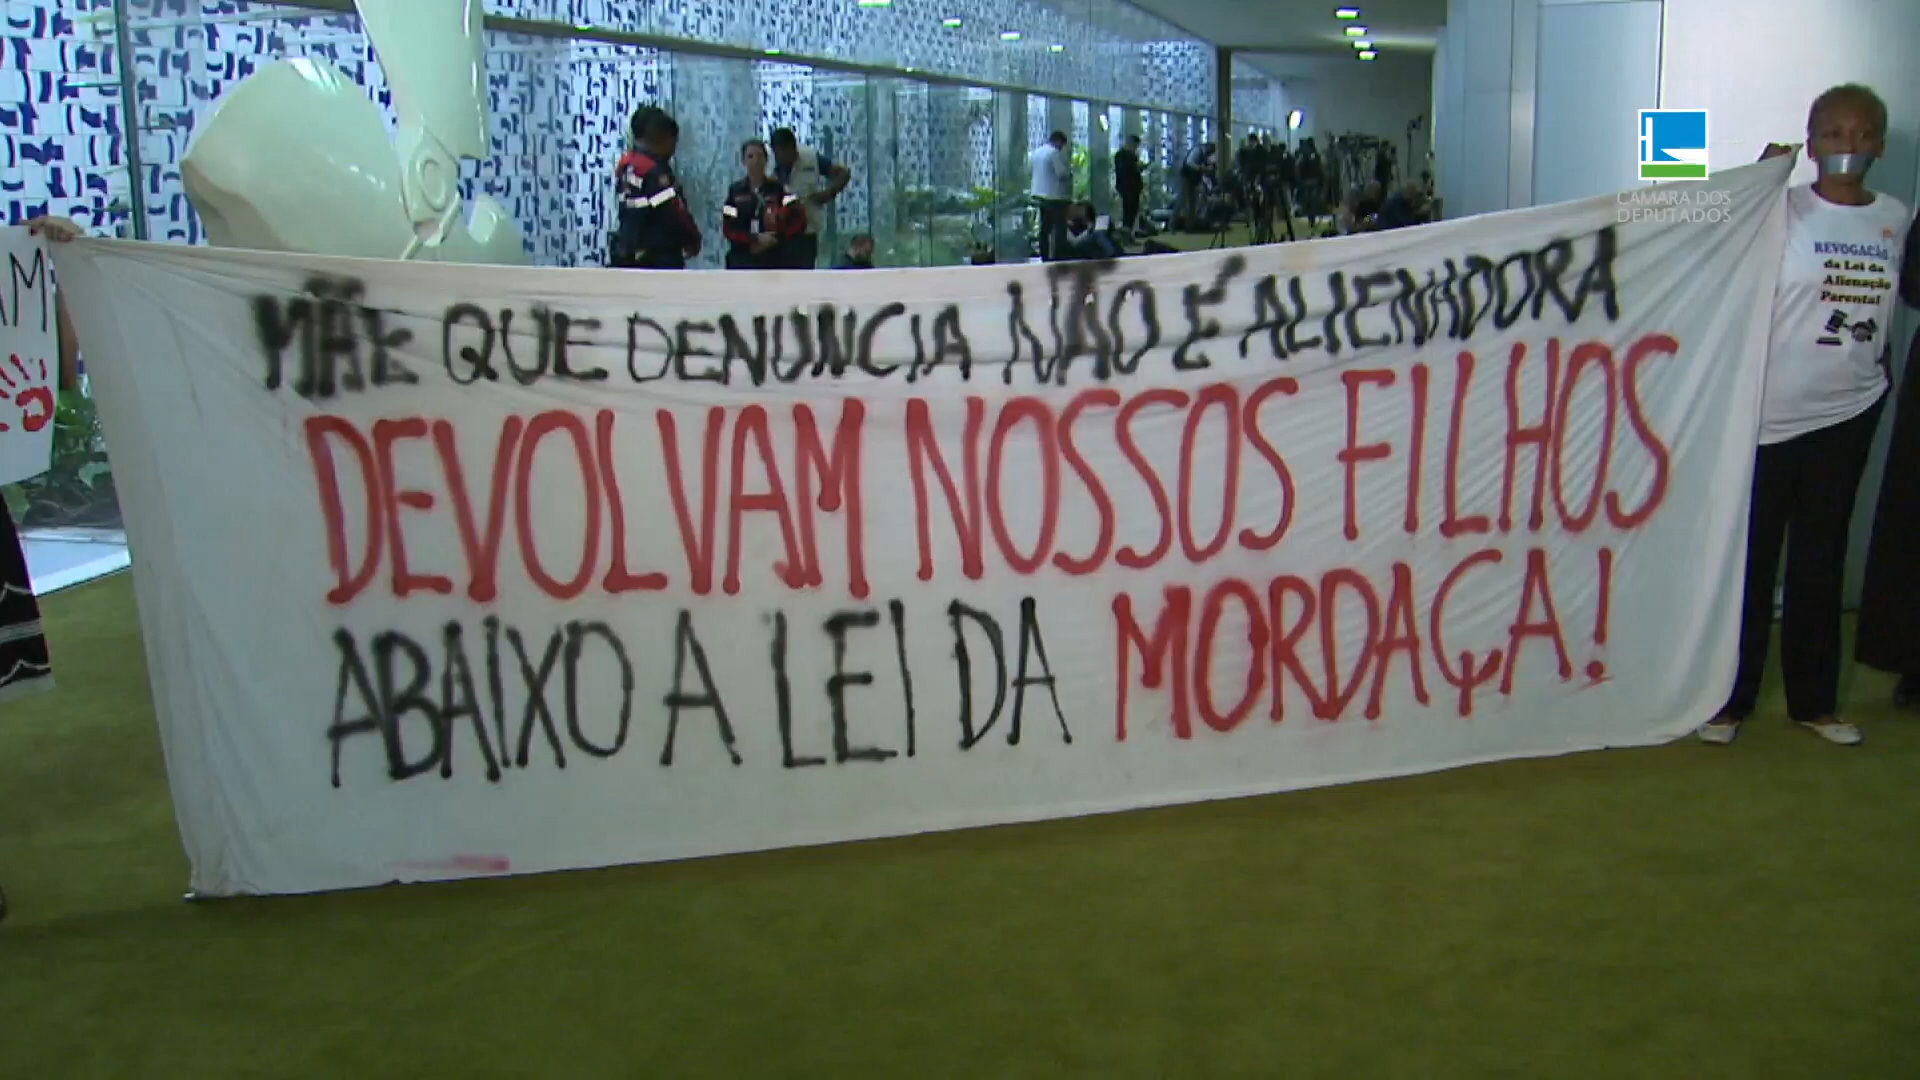 CÂMARA DOS
DEPUTADOS
AM
MÃE QUE DENUNCIA NÃO É ALIENADORA
DEVOLVAM NOSSOS FILHOS
ABAIXO A LEI DA MORDAÇA!
REVOGAÇÃO
da Lei da
Alienação
Parental